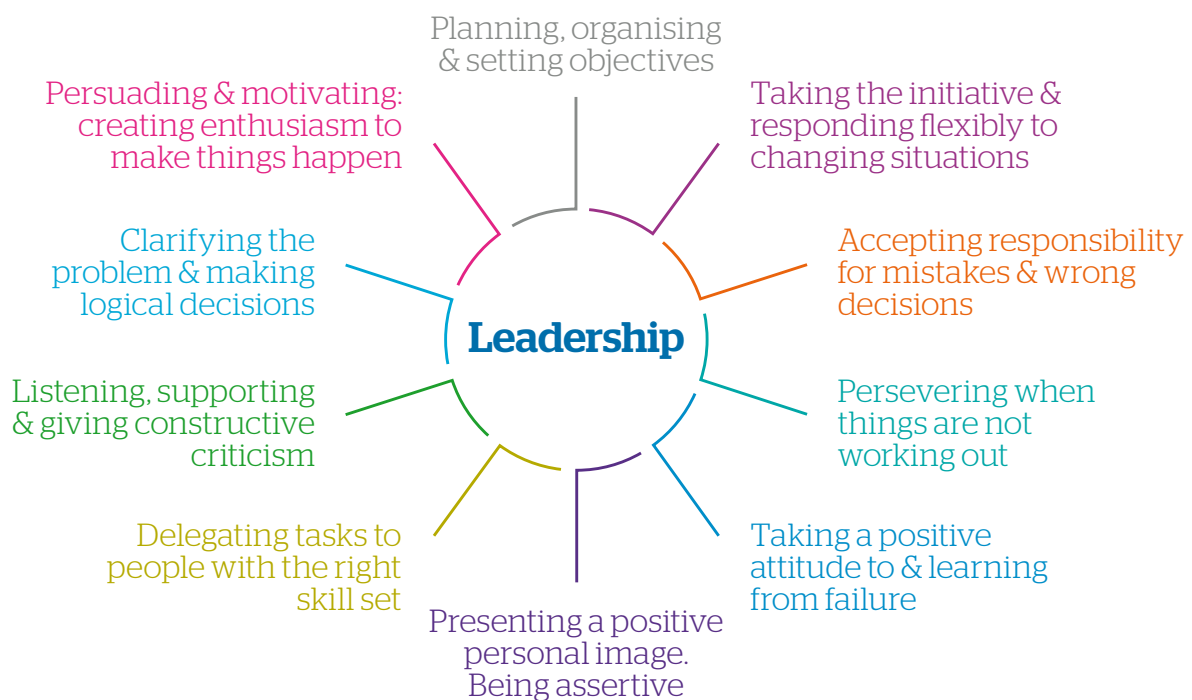 Planning, organising
& setting objectives
Taking the initiative &
responding flexibly to
changing situations
Accepting responsibility
for mistakes & wrong
decisions
Persevering when
things are not
working out
Taking a positive
attitude to & learning
from failure
Presenting a positive
personal image.
Being assertive
Delegating tasks to
people with the right
skill set
Listening, supporting
& giving constructive
criticism
Clarifying the
problem & making
logical decisions
Persuading & motivating:
creating enthusiasm to
make things happen
Leadership